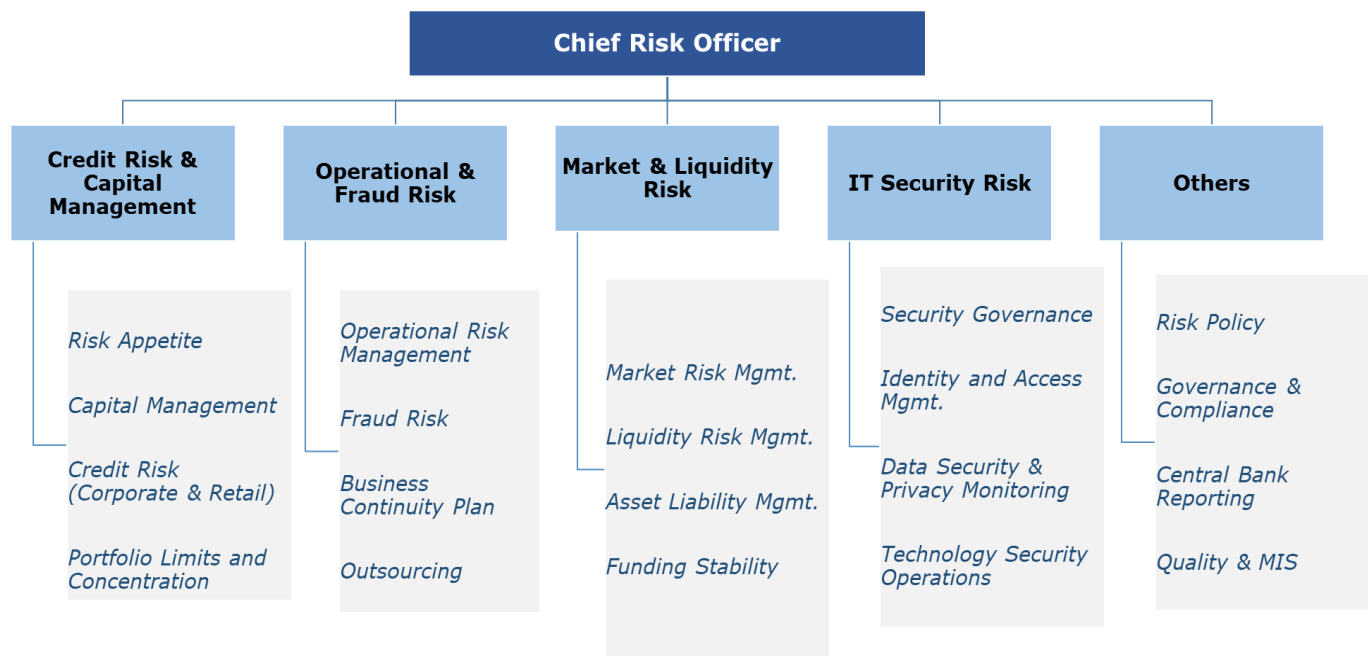 Chief Risk Officer
Credit Risk &
Capital
Management
Operational &
Fraud Risk
Market & Liquidity
Risk
IT Security Risk
Others
Risk Appetite
Capital Management
Credit Risk
(Corporate & Retail)
Portfolio Limits and
Concentration
Operational Risk
Management
Fraud Risk
Business
Continuity Plan
Outsourcing
Market Risk Mgmt.
Liquidity Risk Mgmt.
Asset Liability Mgmt.
Funding Stability
Security Governance
Identity and Access
Mgmt.
Data Security &
Privacy Monitoring
Technology Security
Operations
Risk Policy
Governance &
Compliance
Central Bank
Reporting
Quality & MIS